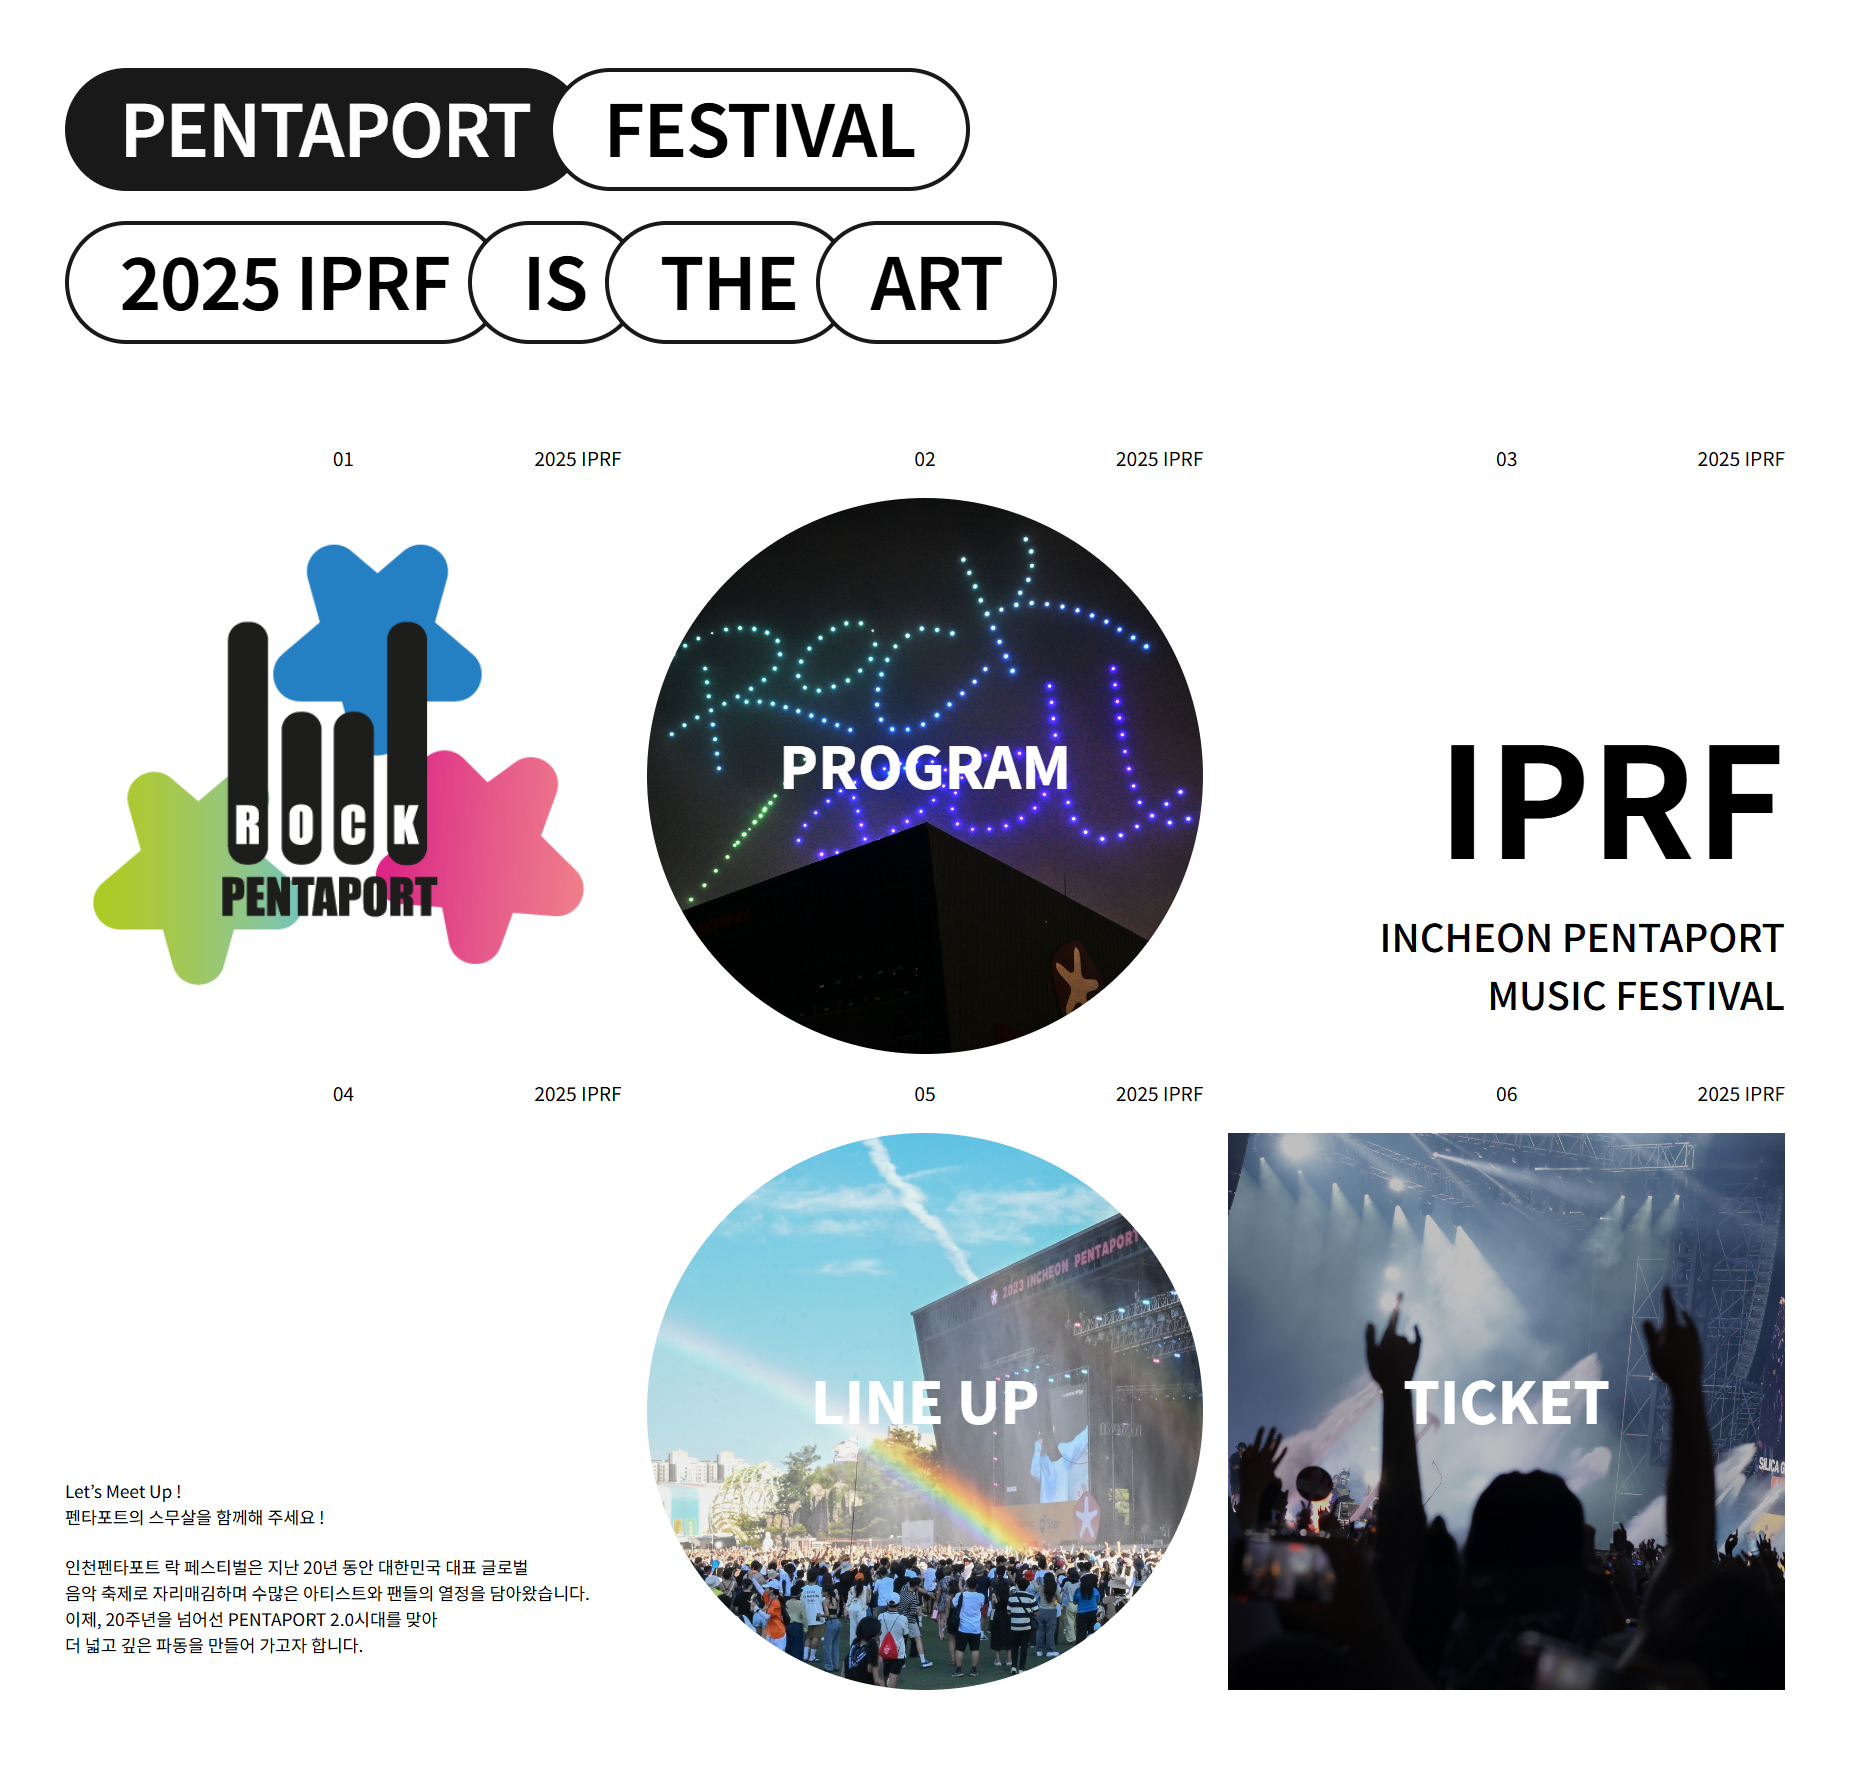 PENTAPORT FESTIVAL
2025 IPRF IS THE ART
01 2025 IPRF
02 2025 IPRF
03 2025 IPRF
ROCK
PENTAPORT
Rock
PROGRAM
IPRF
INCHEON PENTAPORT
MUSIC FESTIVAL
04 2025 IPRF
05 2025 IPRF
06 2025 IPRF
Let’s Meet Up !
펜타포트의 스무살을 함께해 주세요 !
인천펜타포트 락 페스티벌은 지난 20년 동안 대한민국 대표 글로벌
음악 축제로 자리매김하며 수많은 아티스트와 팬들의 열정을 담아왔습니다.
이제, 20주년을 넘어선 PENTAPORT 2.0시대를 맞아
더 넓고 깊은 파동을 만들어 가고자 합니다.
2023 INCHEON PENTAPORT
LINE UP
TICKET
SILICA G